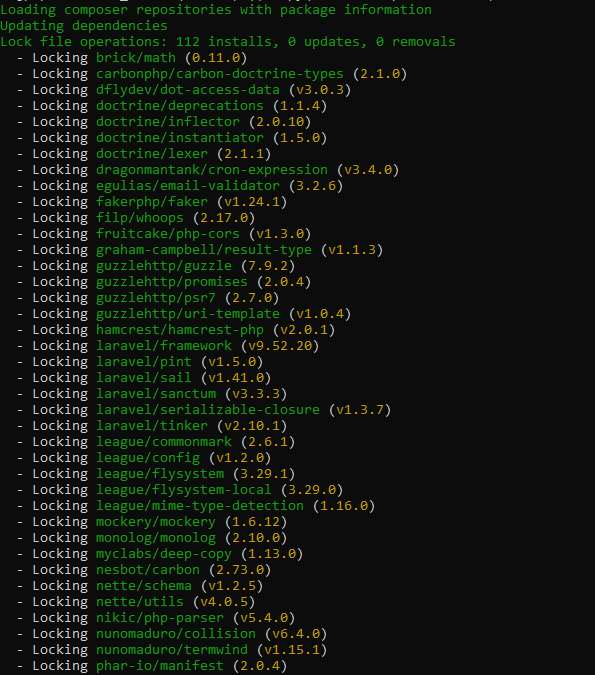 Loading composer repositories with package information
Updating dependencies
Lock file operations: 112 installs, 0 updates, 0 removals
  - Locking brick/math (0.11.0)
  - Locking carbonphp/carbon-doctrine-types (2.1.0)
  - Locking dflydev/dot-access-data (v3.0.3)
  - Locking doctrine/deprecations (1.1.4)
  - Locking doctrine/inflector (2.0.10)
  - Locking doctrine/instantiator (1.5.0)
  - Locking doctrine/lexer (2.1.1)
  - Locking dragonmantank/cron-expression (v3.4.0)
  - Locking egulias/email-validator (3.2.6)
  - Locking fakerphp/faker (v1.24.1)
  - Locking filp/whoops (2.17.0)
  - Locking fruitcake/php-cors (v1.3.0)
  - Locking graham-campbell/result-type (v1.1.3)
  - Locking guzzlehttp/guzzle (7.9.2)
  - Locking guzzlehttp/promises (2.0.4)
  - Locking guzzlehttp/psr7 (2.7.0)
  - Locking guzzlehttp/uri-template (v1.0.4)
  - Locking hamcrest/hamcrest-php (v2.0.1)
  - Locking laravel/framework (v9.52.20)
  - Locking laravel/pint (v1.5.0)
  - Locking laravel/sail (v1.41.0)
  - Locking laravel/sanctum (v3.3.3)
  - Locking laravel/serializable-closure (v1.3.7)
  - Locking laravel/tinker (v2.10.1)
  - Locking league/commonmark (2.6.1)
  - Locking league/config (v1.2.0)
  - Locking league/flysystem (3.29.1)
  - Locking league/flysystem-local (3.29.0)
  - Locking league/mime-type-detection (1.16.0)
  - Locking mockery/mockery (1.6.12)
  - Locking monolog/monolog (2.10.0)
  - Locking myclabs/deep-copy (1.13.0)
  - Locking nesbot/carbon (2.73.0)
  - Locking nette/schema (v1.2.5)
  - Locking nette/utils (v4.0.5)
  - Locking nikic/php-parser (v5.4.0)
  - Locking nunomaduro/collision (v6.4.0)
  - Locking nunomaduro/termwind (v1.15.1)
  - Locking phar-io/manifest (2.0.4)